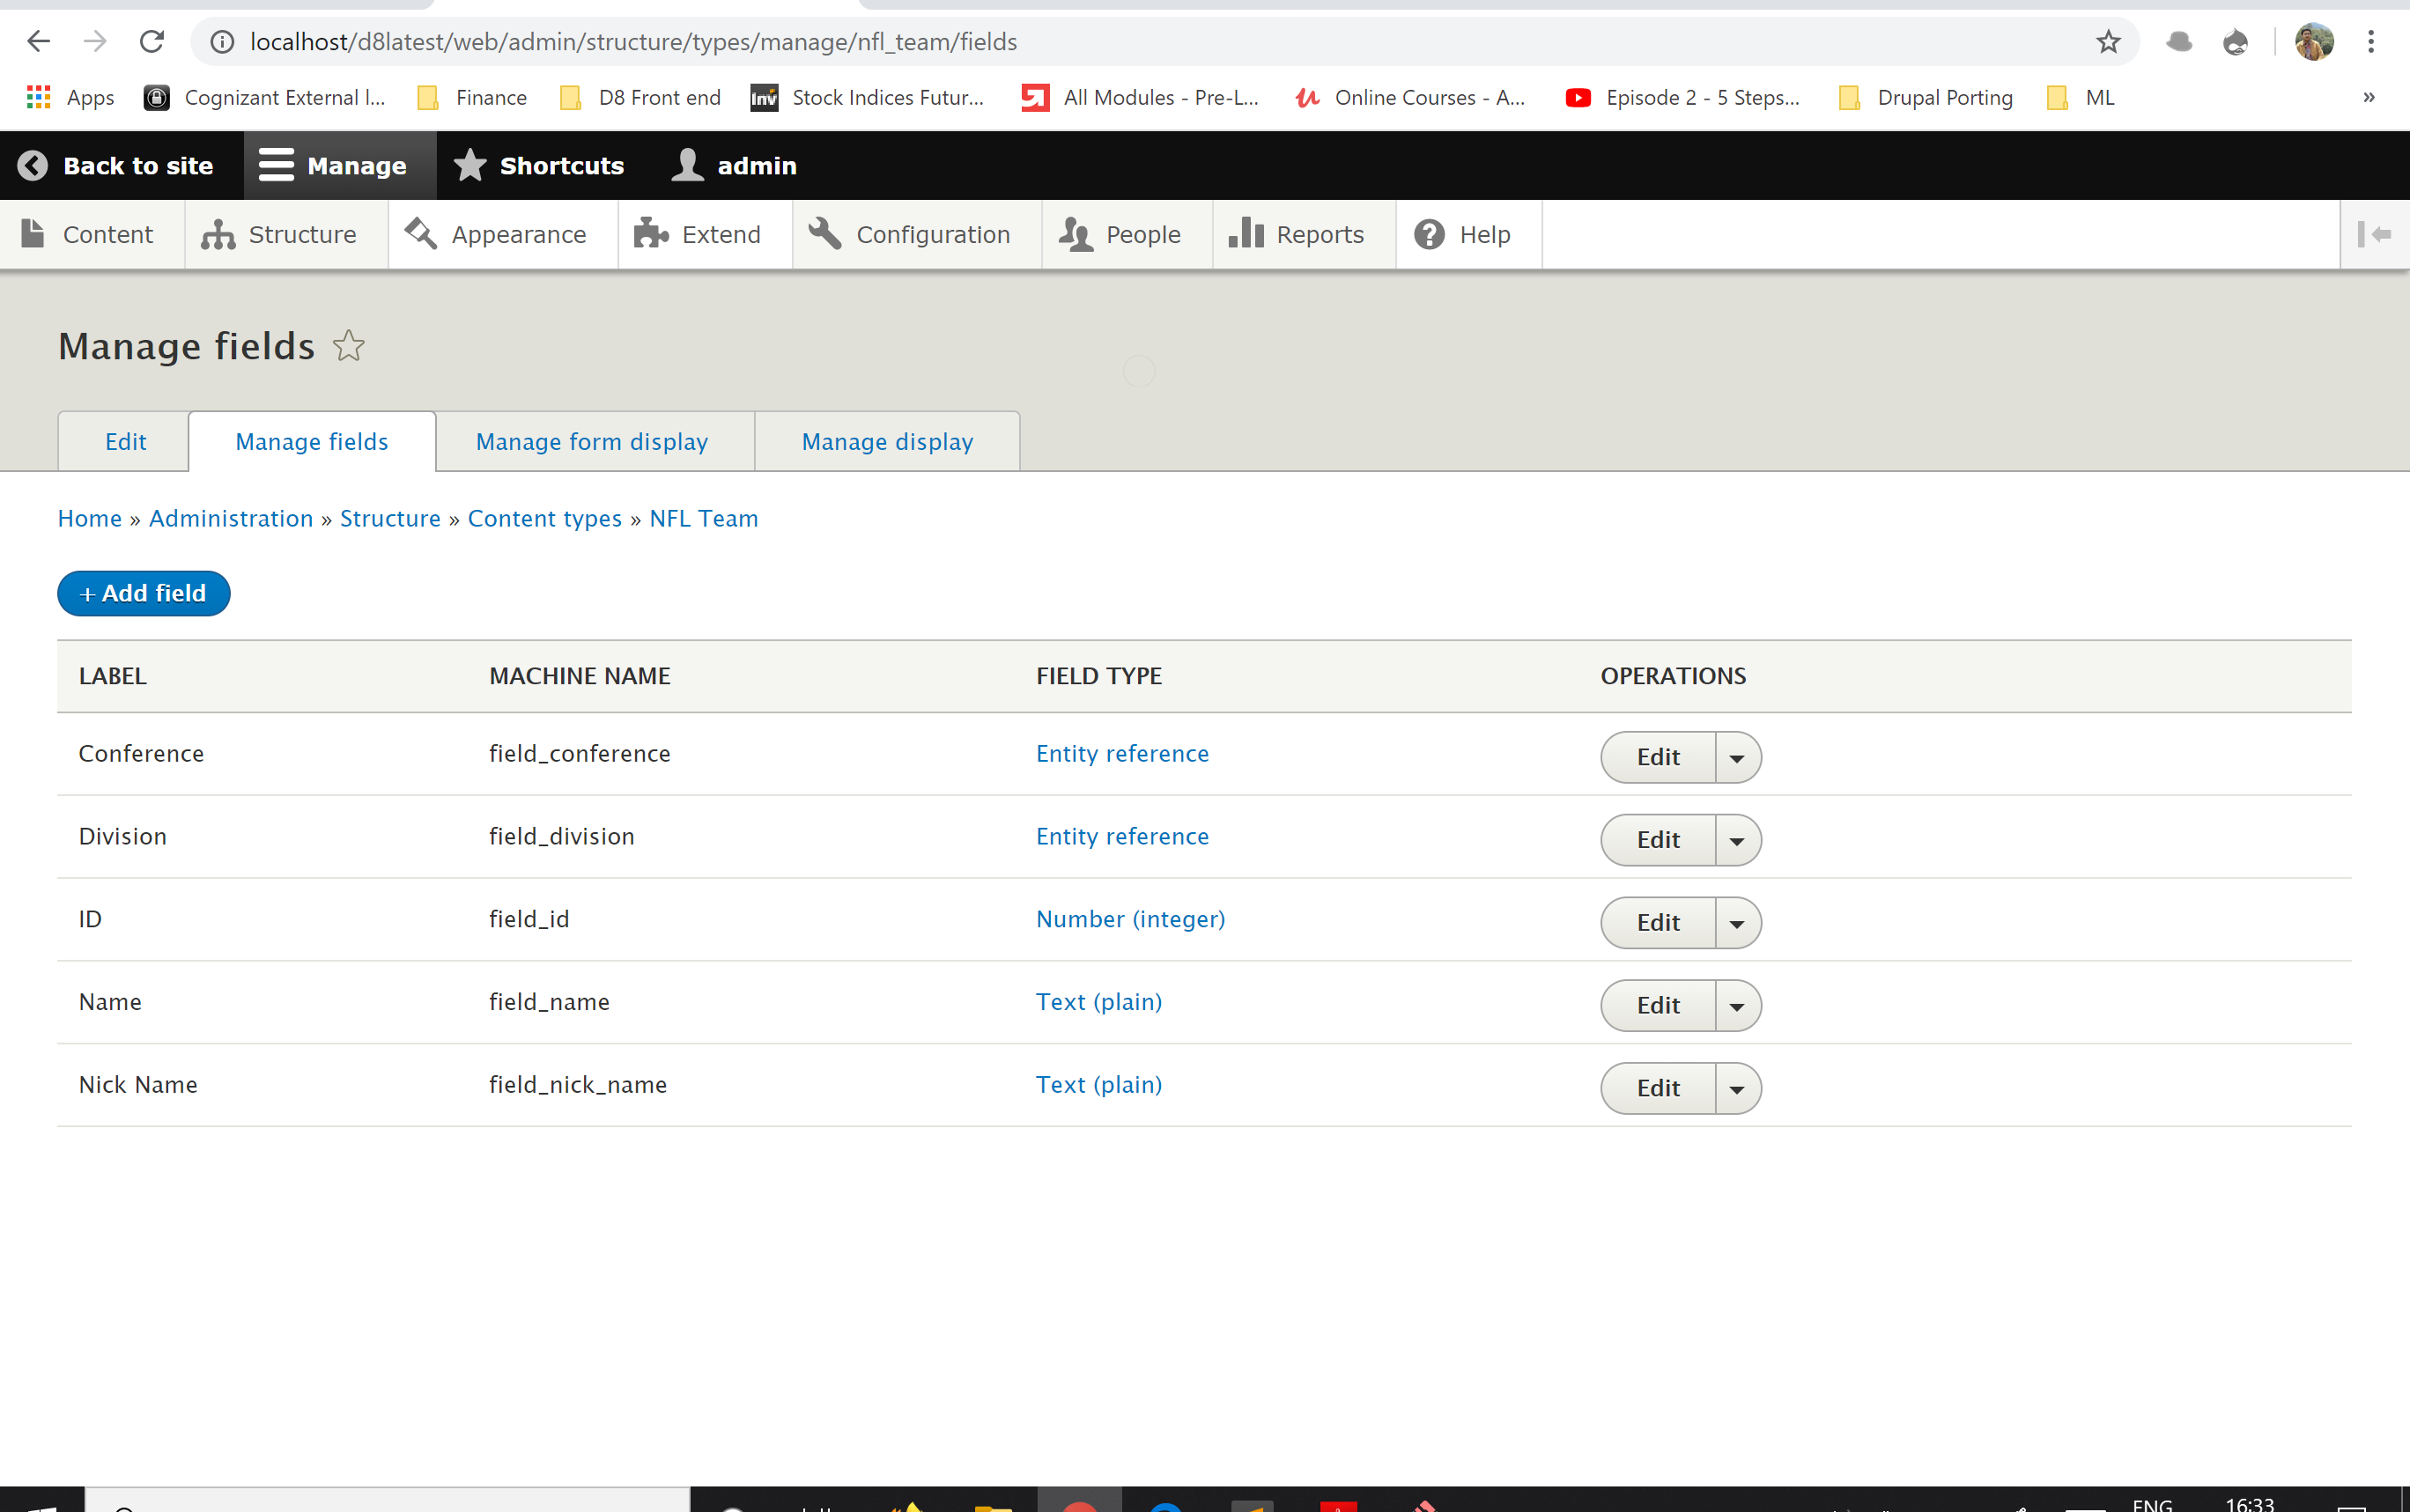 localhost/d8latest/web/admin/structure/types/manage/nfl_team/fields
Apps Cognizant External I... Finance D8 Front end Inv Stock Indices Futur... All Modules - Pre-L... Online Courses - A... Episode 2 - 5 Steps... Drupal Porting ML »
Back to site Manage Shortcuts admin
Content Structure Appearance Extend Configuration People Reports Help
Manage fields
Edit Manage fields Manage form display Manage display
Home » Administration » Structure » Content types » NFL Team
+ Add field
LABEL MACHINE NAME FIELD TYPE OPERATIONS
Conference field_conference Entity reference Edit
Division field_division Entity reference Edit
ID field_id Number (integer) Edit
Name field_name Text (plain) Edit
Nick Name field_nick_name Text (plain) Edit
ENG 16:33